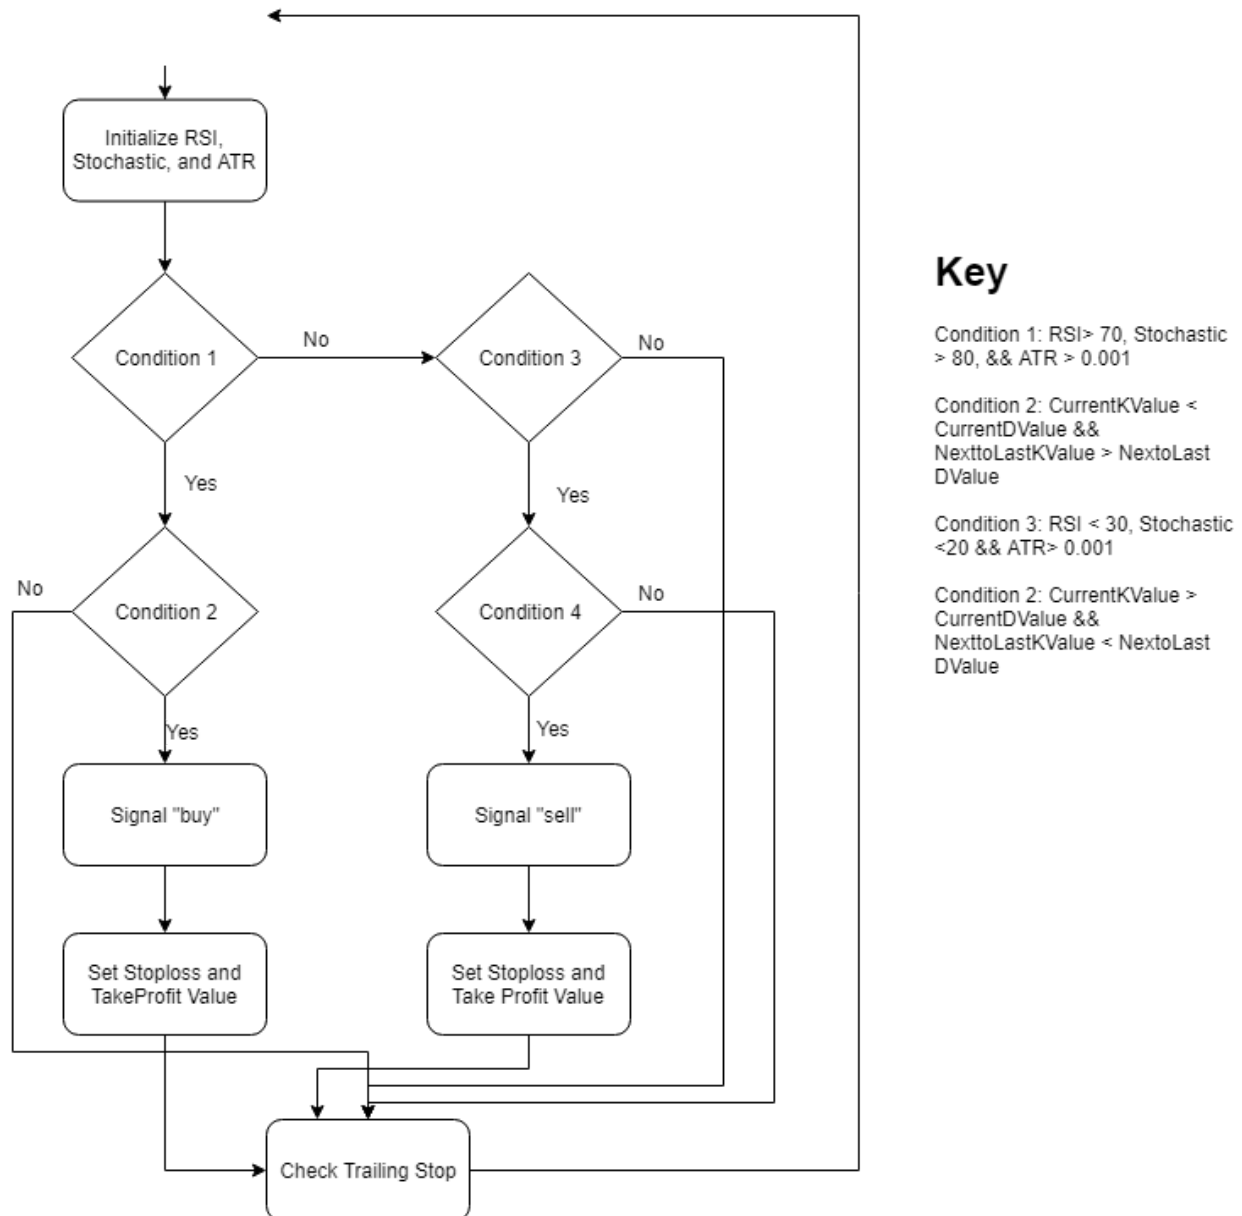 Initialize RSI,
Stochastic, and ATR
Condition 1
No
Condition 3
No
Yes
Yes
No
Condition 2
Condition 4
No
Yes
Yes
Signal "buy"
Signal "sell"
Set Stoploss and
TakeProfit Value
Set Stoploss and
Take Profit Value
Check Trailing Stop
Key
Condition 1: RSI> 70, Stochastic
> 80, && ATR > 0.001
Condition 2: CurrentKValue <
CurrentDValue &&
NexttoLastKValue > NextoLast
DValue
Condition 3: RSI < 30, Stochastic
<20 && ATR> 0.001
Condition 2: CurrentKValue >
CurrentDValue &&
NexttoLastKValue < NextoLast
DValue